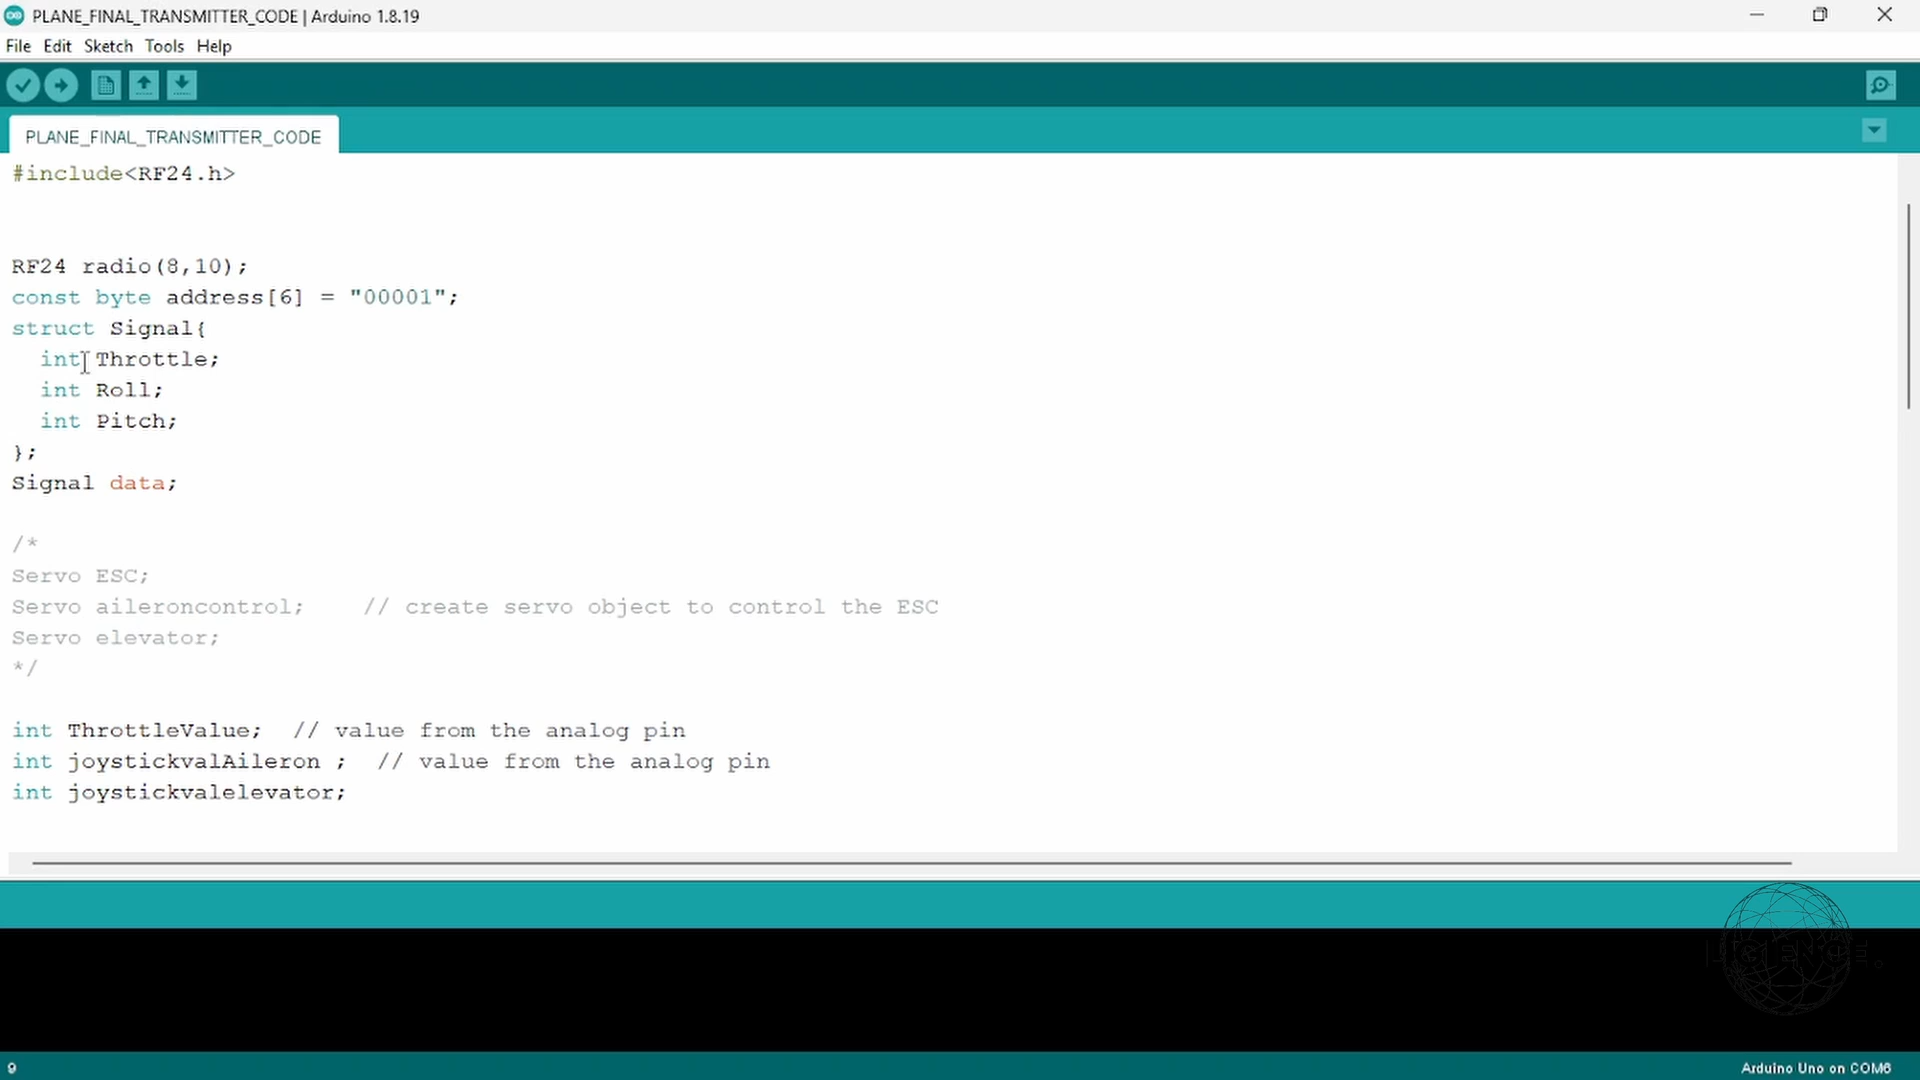 PLANE_FINAL_TRANSMITTER_CODE | Arduino 1.8.19
File Edit Sketch Tools Help
PLANE_FINAL_TRANSMITTER_CODE
#include<RF24.h>
RF24 radio(8,10);
const byte address[6] = "00001";
struct Signal{
int Throttle;
int Roll;
int Pitch;
};
Signal data;
/*
Servo ESC;
Servo aileroncontrol; // create servo object to control the ESC
Servo elevator;
*/
int ThrottleValue; // value from the analog pin
int joystickvalAileron ; // value from the analog pin
int joystickvalelevator;
9
Arduino Uno on COM6